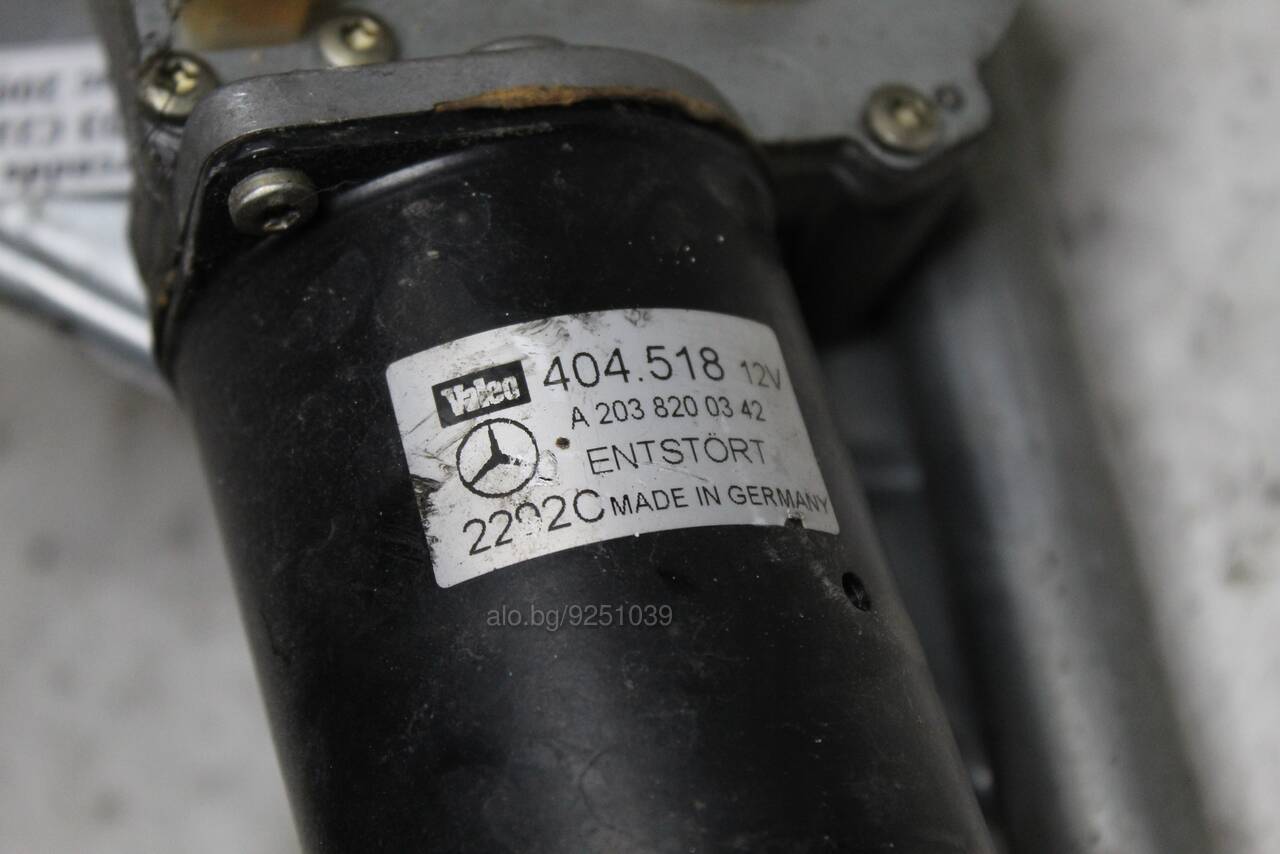 Valeo 404.518 12V
A 203 820 03 42
ENTSTÖRT
MADE IN GERMANY
alo.bg/9251039